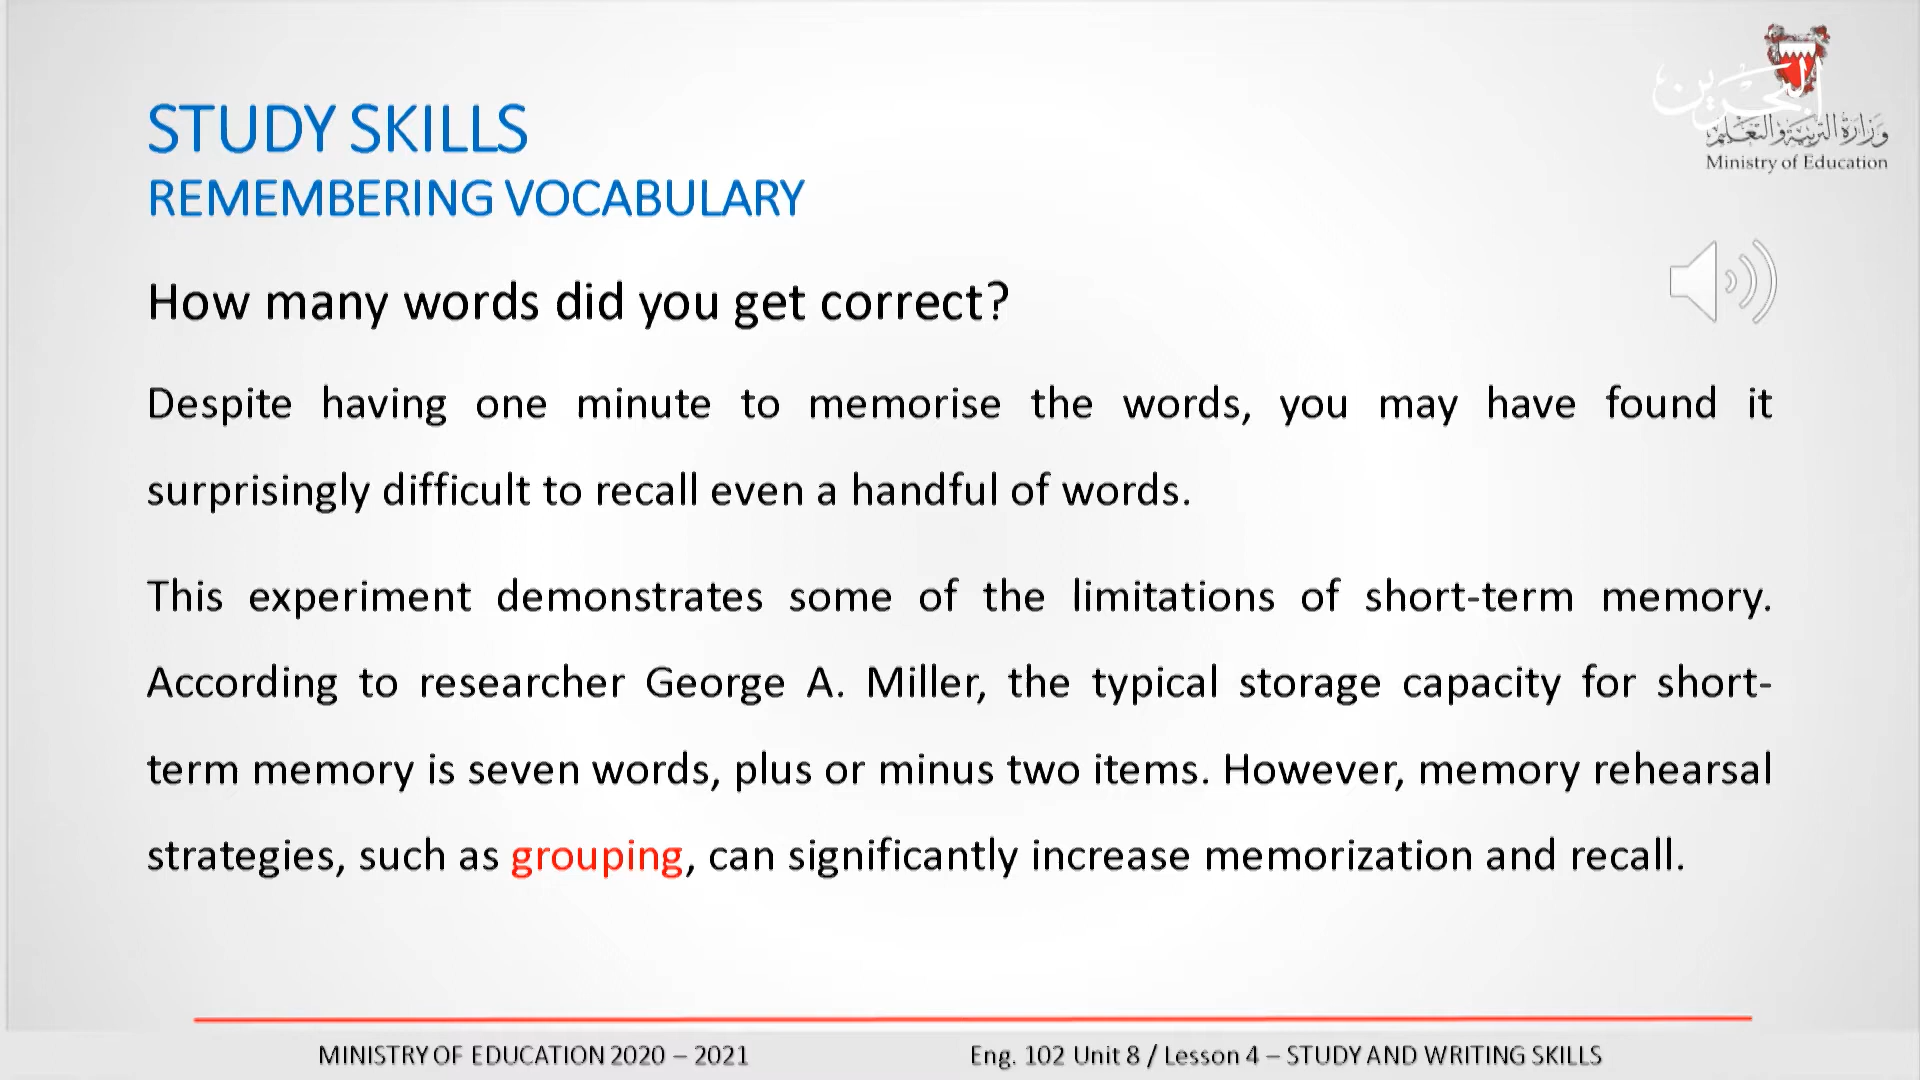 البحرين
وزارة التربية والتعليم
Ministry of Education
STUDY SKILLS
REMEMBERING VOCABULARY
How many words did you get correct?
Despite having one minute to memorise the words, you may have found it
surprisingly difficult to recall even a handful of words.
This experiment demonstrates some of the limitations of short-term memory.
According to researcher George A. Miller, the typical storage capacity for short-
term memory is seven words, plus or minus two items. However, memory rehearsal
strategies, such as grouping, can significantly increase memorization and recall.
MINISTRY OF EDUCATION 2020 – 2021
Eng. 102 Unit 8 / Lesson 4 – STUDY AND WRITING SKILLS